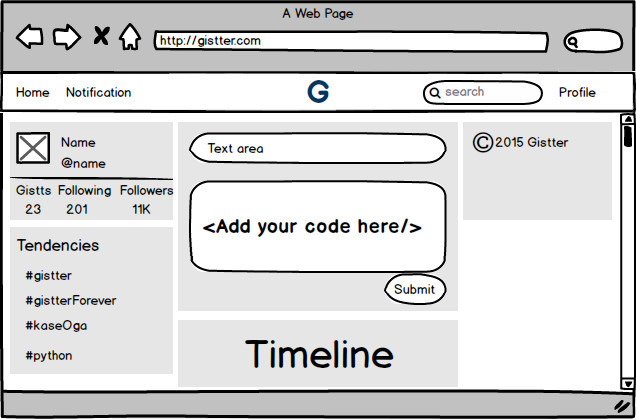 A Web Page
http://gistter.com
Home Notification G search Profile
Name
@name
Gistts Following Followers
23 201 11K
Tendencies
#gistter
#gistterForever
#kaseOga
#python
Text area
<Add your code here/>
Submit
Timeline
©2015 Gistter